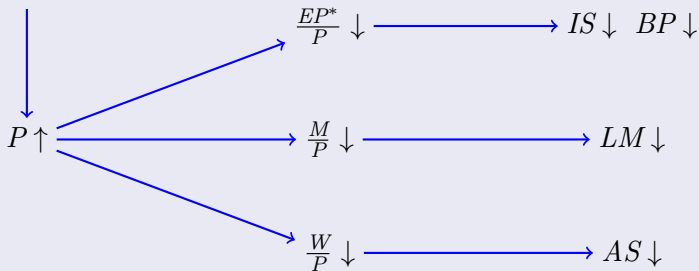 EP*/P ↓ IS ↓ BP ↓
P ↑ M/P ↓ LM ↓
W/P ↓ AS ↓